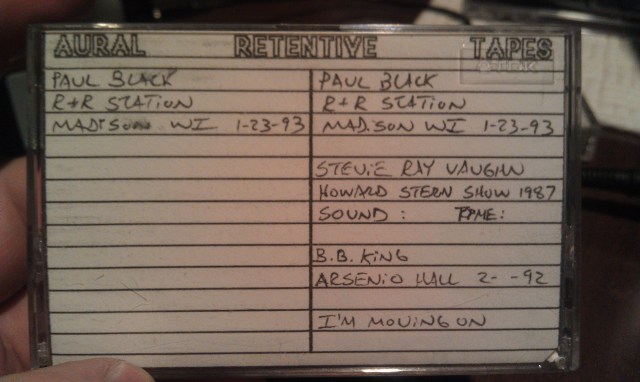 AURAL RETENTIVE TAPES
PAUL BLACK
R+R STATION
MADISON WI 1-23-93
PAUL BLACK
R+R STATION
MADISON WI 1-23-93
STEVIE RAY VAUGHN
HOWARD STERN SHOW 1987
SOUND :
B.B. KING
ARSENIO HALL 2- -92
I'M MOVING ON